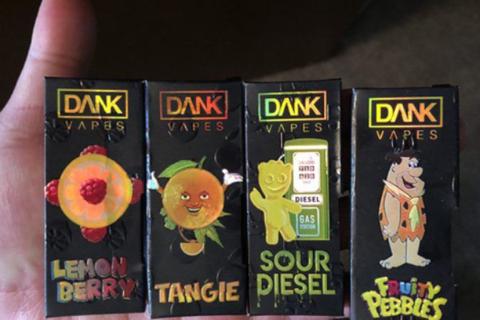 DANK
VAPES
LEMON
BERRY
DANK
VAPES
TANGIE
DANK
VAPES
DIESEL
GAS
STATION
SOUR
DIESEL
DANK
VAPES
FRUITY
PEBBLES